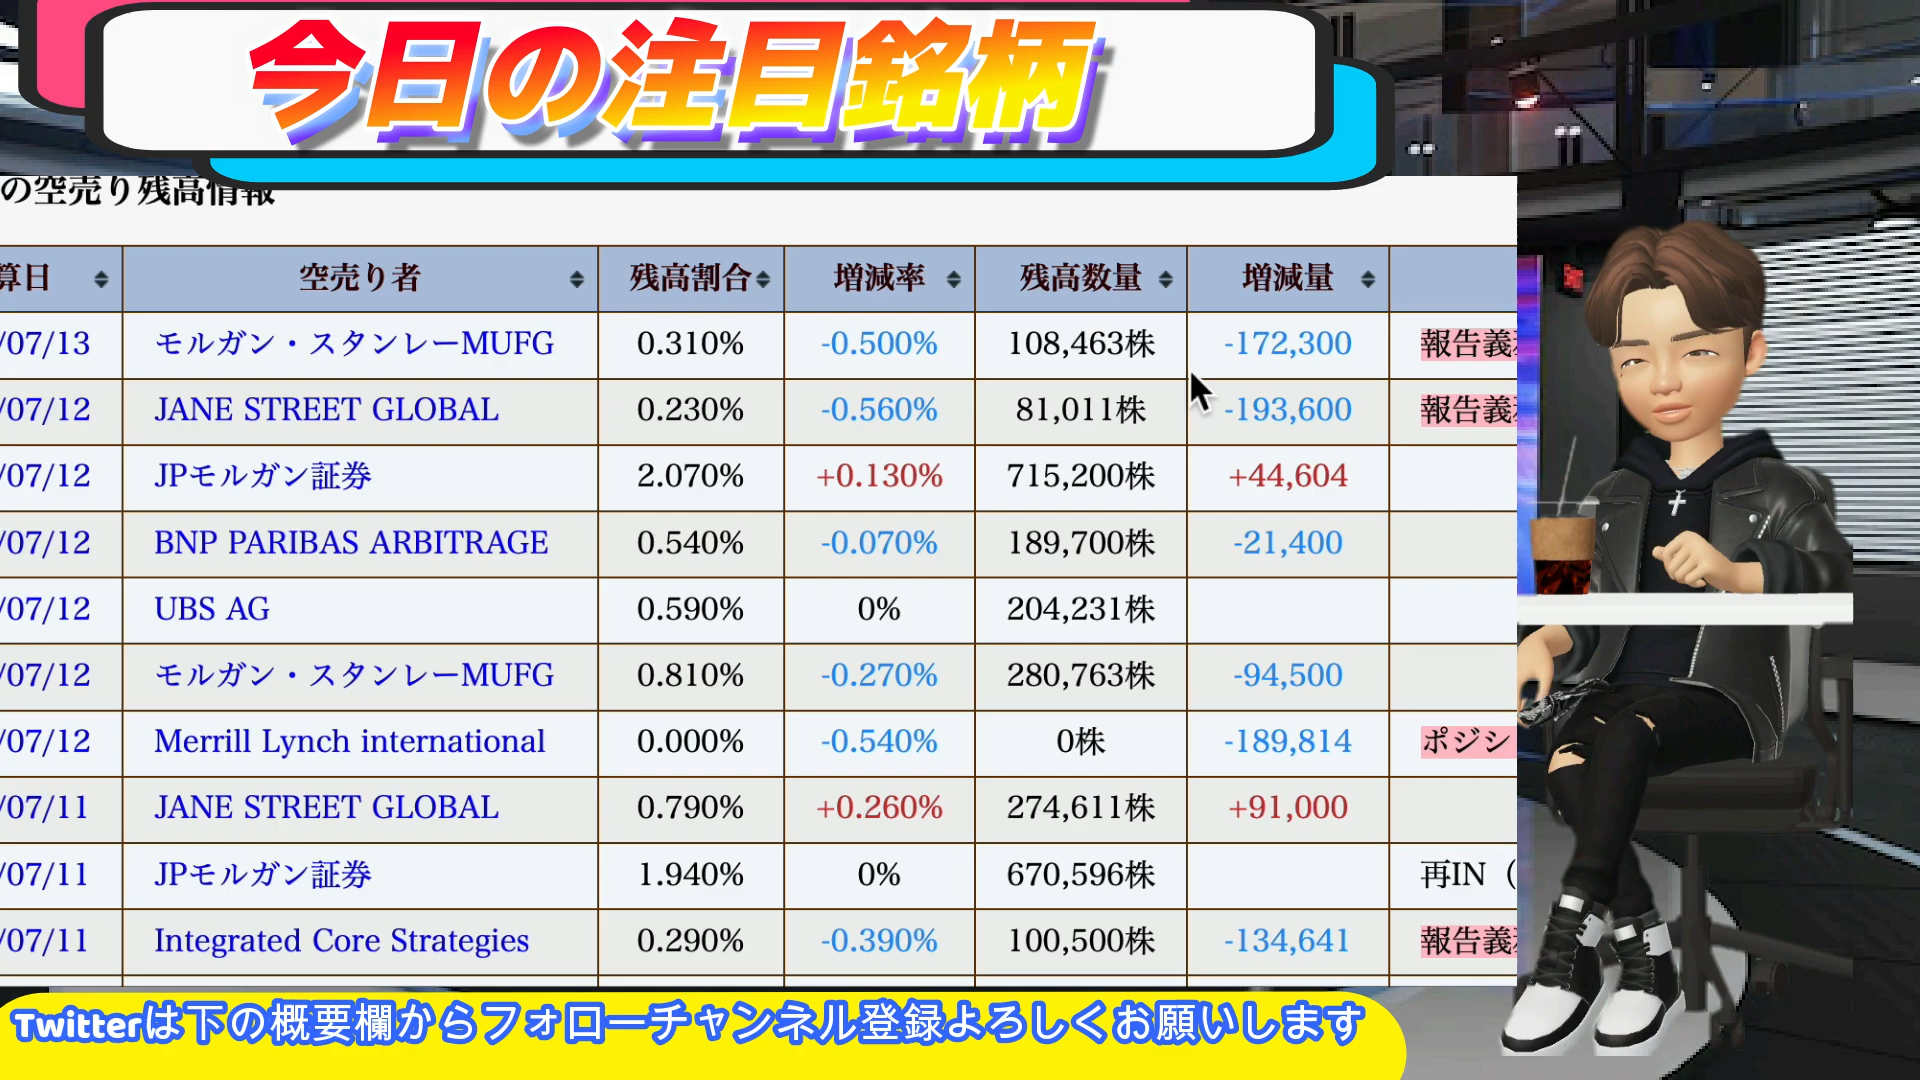 今日の注目銘柄
の空売り残高情報
算日 空売り者 残高割合 増減率 残高数量 増減量
/07/13 モルガン・スタンレーMUFG 0.310% -0.500% 108,463株 -172,300 報告義
/07/12 JANE STREET GLOBAL 0.230% -0.560% 81,011株 -193,600 報告義
/07/12 JPモルガン証券 2.070% +0.130% 715,200株 +44,604
/07/12 BNP PARIBAS ARBITRAGE 0.540% -0.070% 189,700株 -21,400
/07/12 UBS AG 0.590% 0% 204,231株
/07/12 モルガン・スタンレーMUFG 0.810% -0.270% 280,763株 -94,500
/07/12 Merrill Lynch international 0.000% -0.540% 0株 -189,814 ポジシ
/07/11 JANE STREET GLOBAL 0.790% +0.260% 274,611株 +91,000
/07/11 JPモルガン証券 1.940% 0% 670,596株 再IN（
/07/11 Integrated Core Strategies 0.290% -0.390% 100,500株 -134,641 報告義
Twitterは下の概要欄からフォローチャンネル登録よろしくお願いします